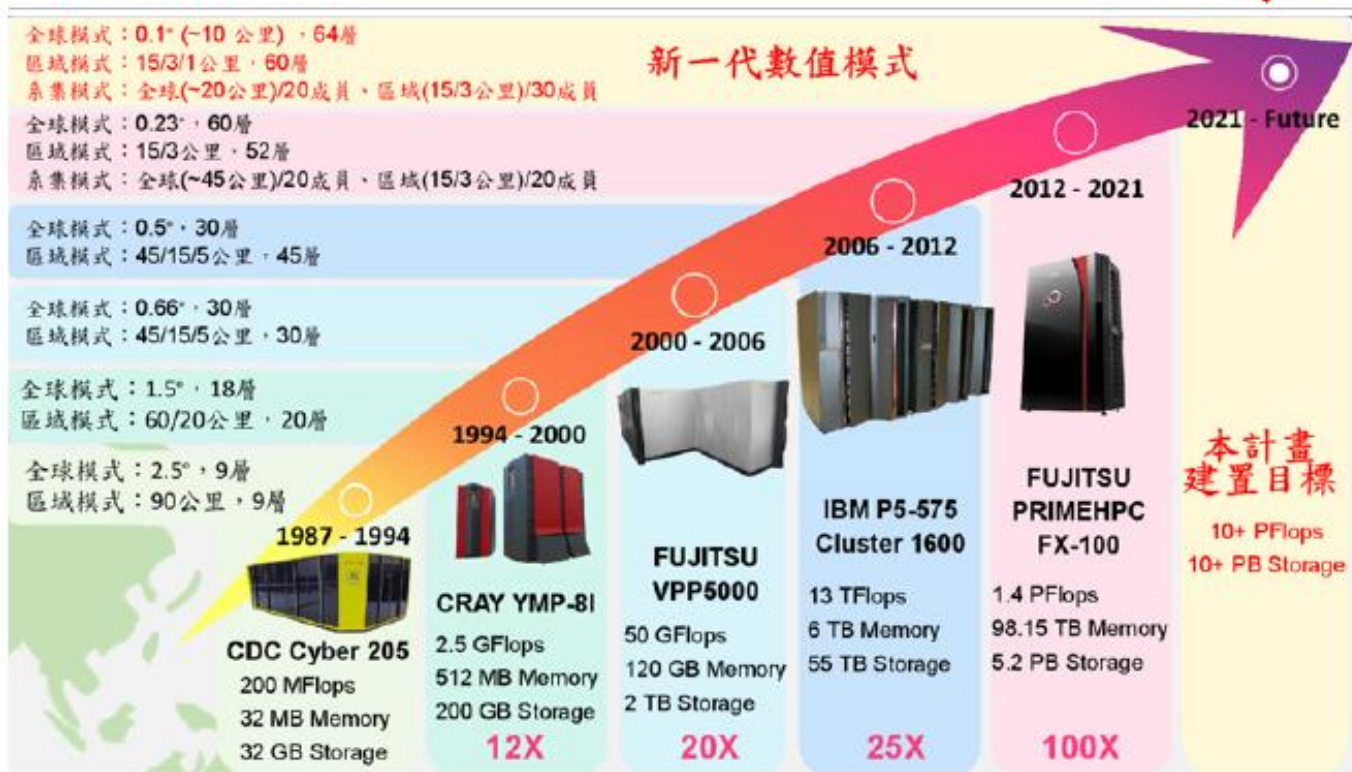 全球模式：0.1° (~10 公里) ，64層
區域模式：15/3/1公里，60層
系集模式：全球(~20公里)/20成員、區域(15/3公里)/30成員
新一代數值模式
全球模式：0.23°，60層
區域模式：15/3公里，52層
系集模式：全球(~45公里)/20成員、區域(15/3公里)/20成員
全球模式：0.5°，30層
區域模式：45/15/5公里，45層
全球模式：0.66°，30層
區域模式：45/15/5公里，30層
全球模式：1.5°，18層
區域模式：60/20公里，20層
全球模式：2.5°，9層
區域模式：90公里，9層
1987 - 1994
CDC Cyber 205
200 MFlops
32 MB Memory
32 GB Storage
1994 - 2000
CRAY YMP-8I
2.5 GFlops
512 MB Memory
200 GB Storage
12X
2000 - 2006
FUJITSU
VPP5000
50 GFlops
120 GB Memory
2 TB Storage
20X
2006 - 2012
IBM P5-575
Cluster 1600
13 TFlops
6 TB Memory
55 TB Storage
25X
2012 - 2021
FUJITSU
PRIMEHPC
FX-100
1.4 PFlops
98.15 TB Memory
5.2 PB Storage
100X
2021 - Future
本計畫
建置目標
10+ PFlops
10+ PB Storage